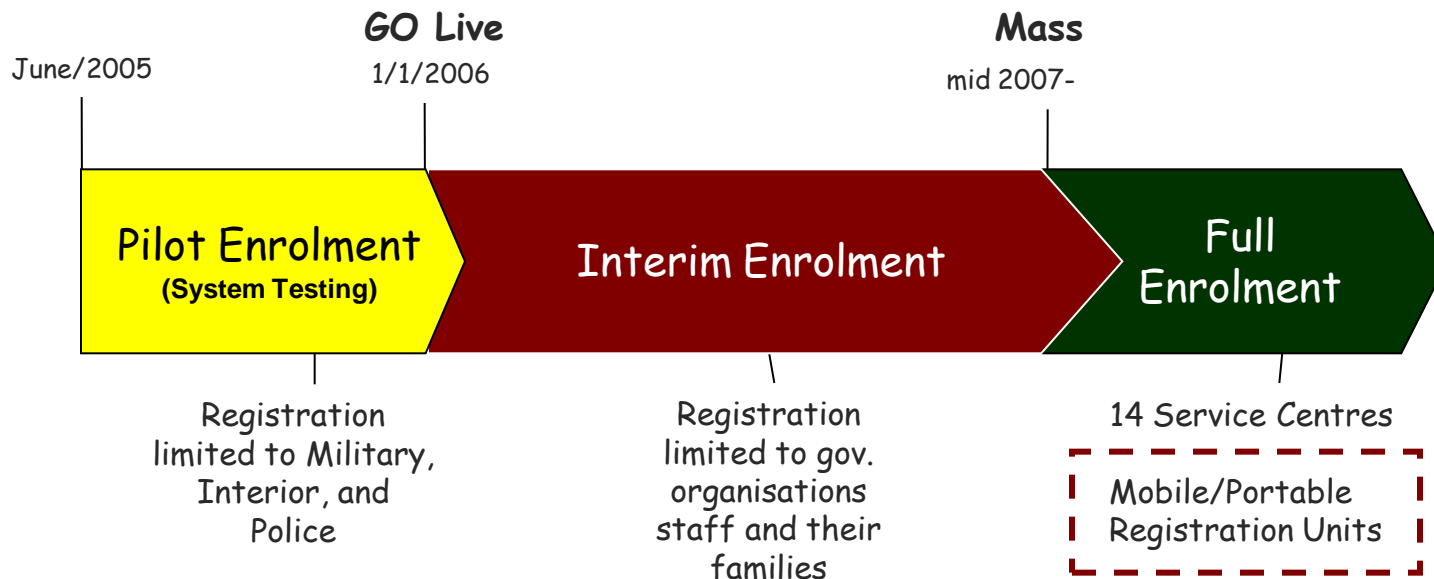 GO Live
Mass
June/2005
1/1/2006
mid 2007-
Pilot Enrolment
(System Testing)
Interim Enrolment
Full
Enrolment
Registration
limited to Military,
Interior, and
Police
Registration
limited to gov.
organisations
staff and their
families
14 Service Centres
Mobile/Portable
Registration Units